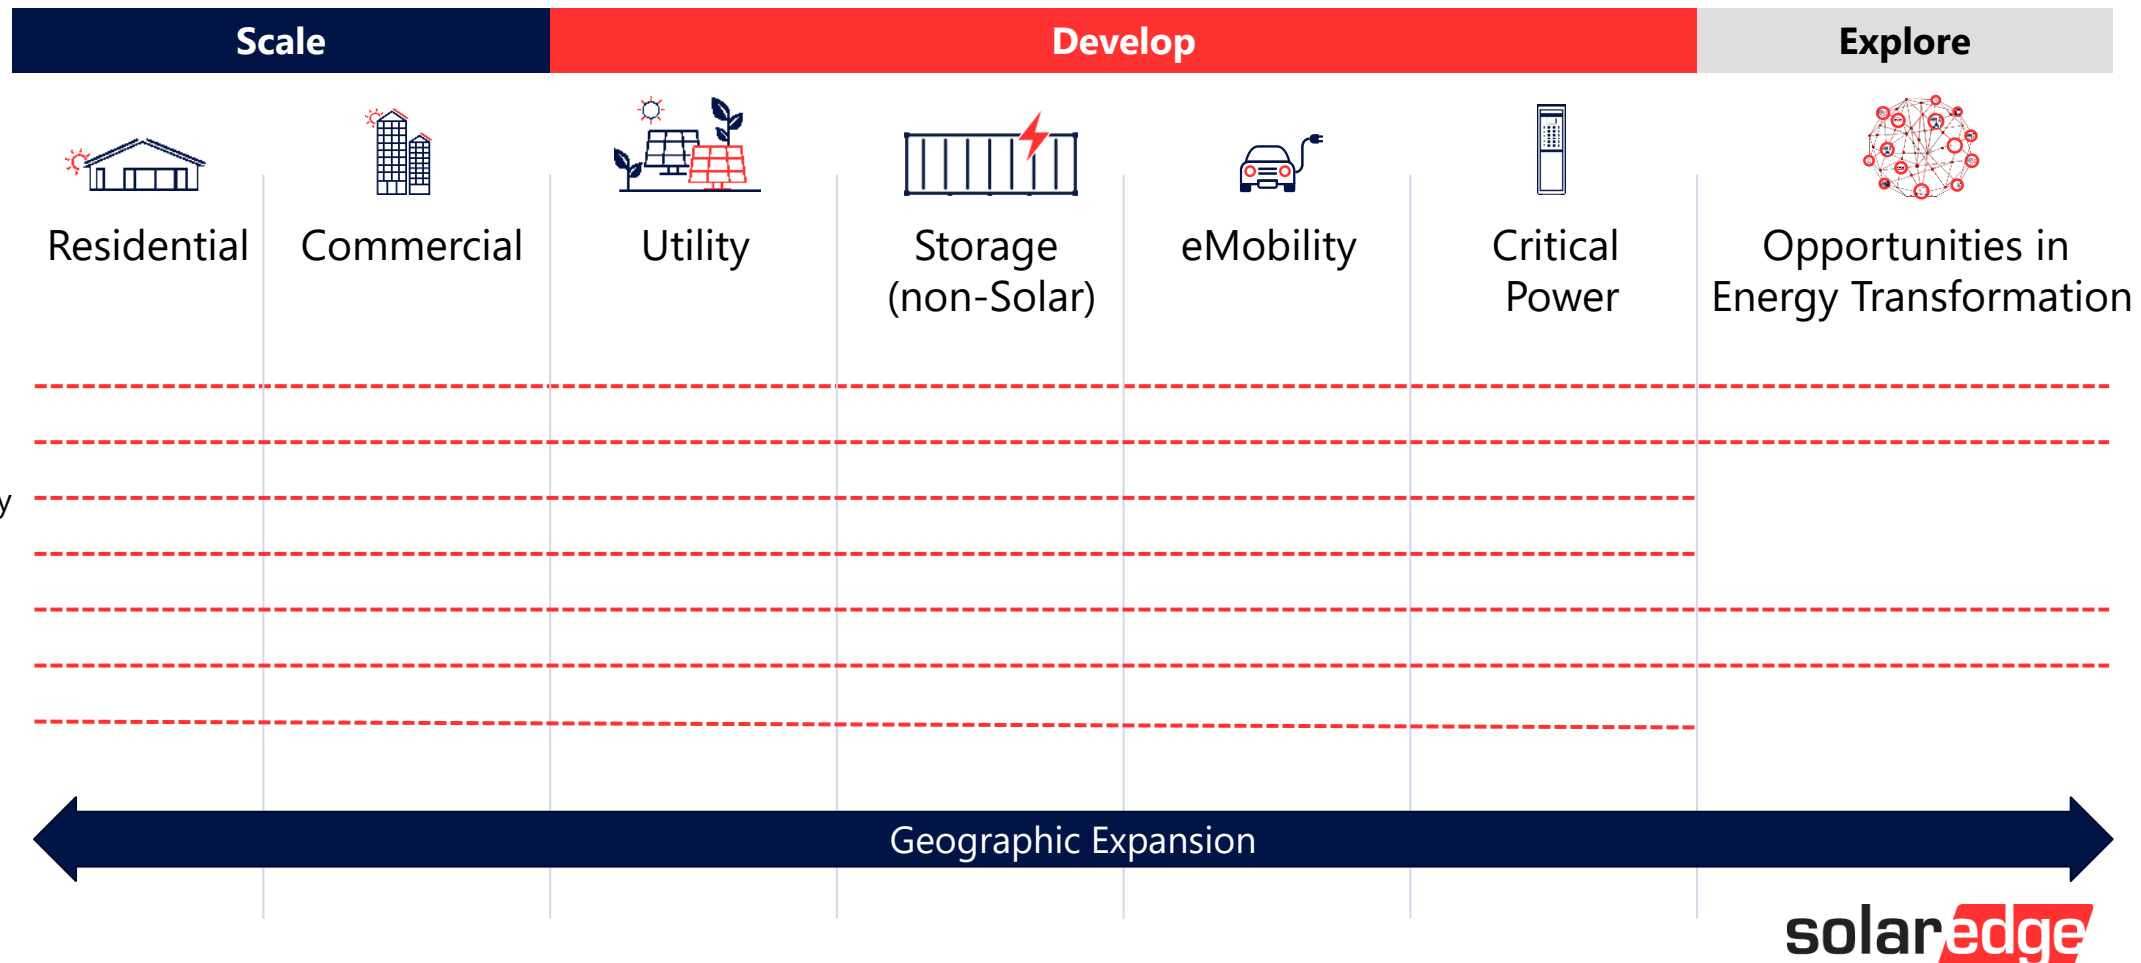 Scale
Develop
Explore
Residential
Commercial
Utility
Storage
(non-Solar)
eMobility
Critical
Power
Opportunities in
Energy Transformation
y
Geographic Expansion
solaredge